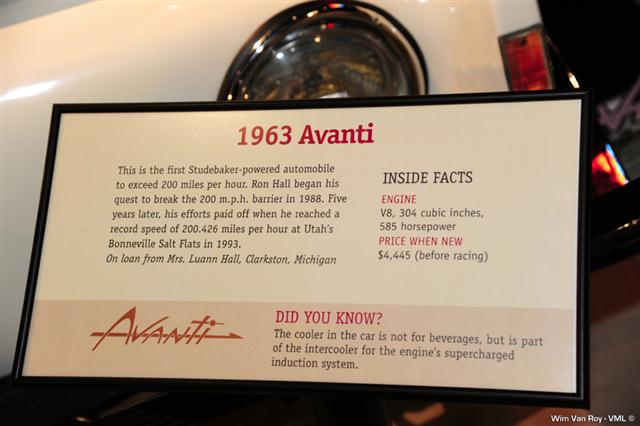 1963 Avanti
This is the first Studebaker-powered automobile
to exceed 200 miles per hour. Ron Hall began his
quest to break the 200 m.p.h. barrier in 1988. Five
years later, his efforts paid off when he reached a
record speed of 200.426 miles per hour at Utah's
Bonneville Salt Flats in 1993.
On loan from Mrs. Luann Hall, Clarkston, Michigan
INSIDE FACTS
ENGINE
V8, 304 cubic inches,
585 horsepower
PRICE WHEN NEW
$4,445 (before racing)
AVANTI
DID YOU KNOW?
The cooler in the car is not for beverages, but is part
of the intercooler for the engine's supercharged
induction system.
Wim Van Roy - VML ©